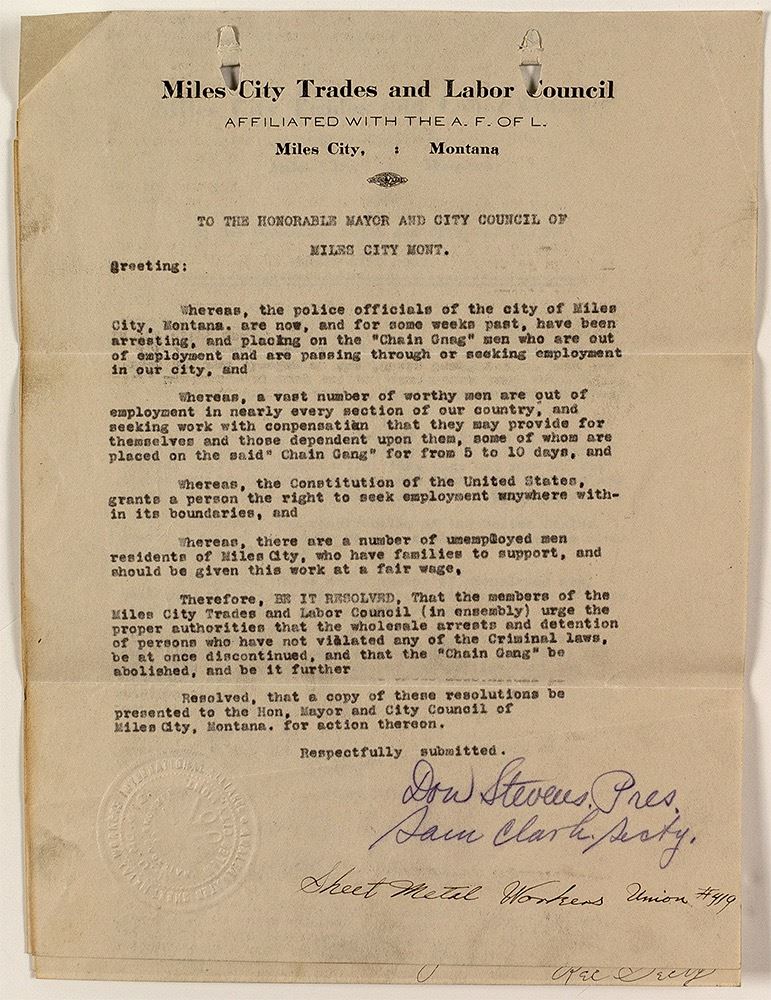 Miles City Trades and Labor Council
AFFILIATED WITH THE A. F. OF L.
Miles City, : Montana
TO THE HONORABLE MAYOR AND CITY COUNCIL OF
MILES CITY MONT.
Greeting:
Whereas, the police officials of the city of Miles
City, Montana. are now, and for some weeks past, have been
arresting, and placing on the "Chain Gnag" men who are out
of employment and are passing through or seeking employment
in our city, and
Whereas, a vast number of worthy men are out of
employment in nearly every section of our country, and
seeking work with conpensation that they may provide for
themselves and those dependent upon them, some of whom are
placed on the said" Chain Gang" for from 5 to 10 days, and
Whereas, the Constitution of the United States,
grants a person the right to seek employment wnywhere with-
in its boundaries, and
Whereas, there are a number of umemployed men
residents of Miles City, who have families to support, and
should be given this work at a fair wage,
Therefore, BE IT RESOLVRD, That the members of the
Miles City Trades and Labor Council (in ensembly) urge the
proper authorities that the wholesale arrests and detention
of persons who have not violated any of the Criminal laws,
be at once discontinued, and that the "Chain Gang" be
abolished, and be it further
Resolved, that a copy of these resolutions be
presented to the Hon, Mayor and City Council of
Miles City, Montana. for action thereon.
Respectfully submitted.
Don Stevens. Pres.
Sam Clark. Secty.
Sheet Metal Workers Union #419
Rec Secty